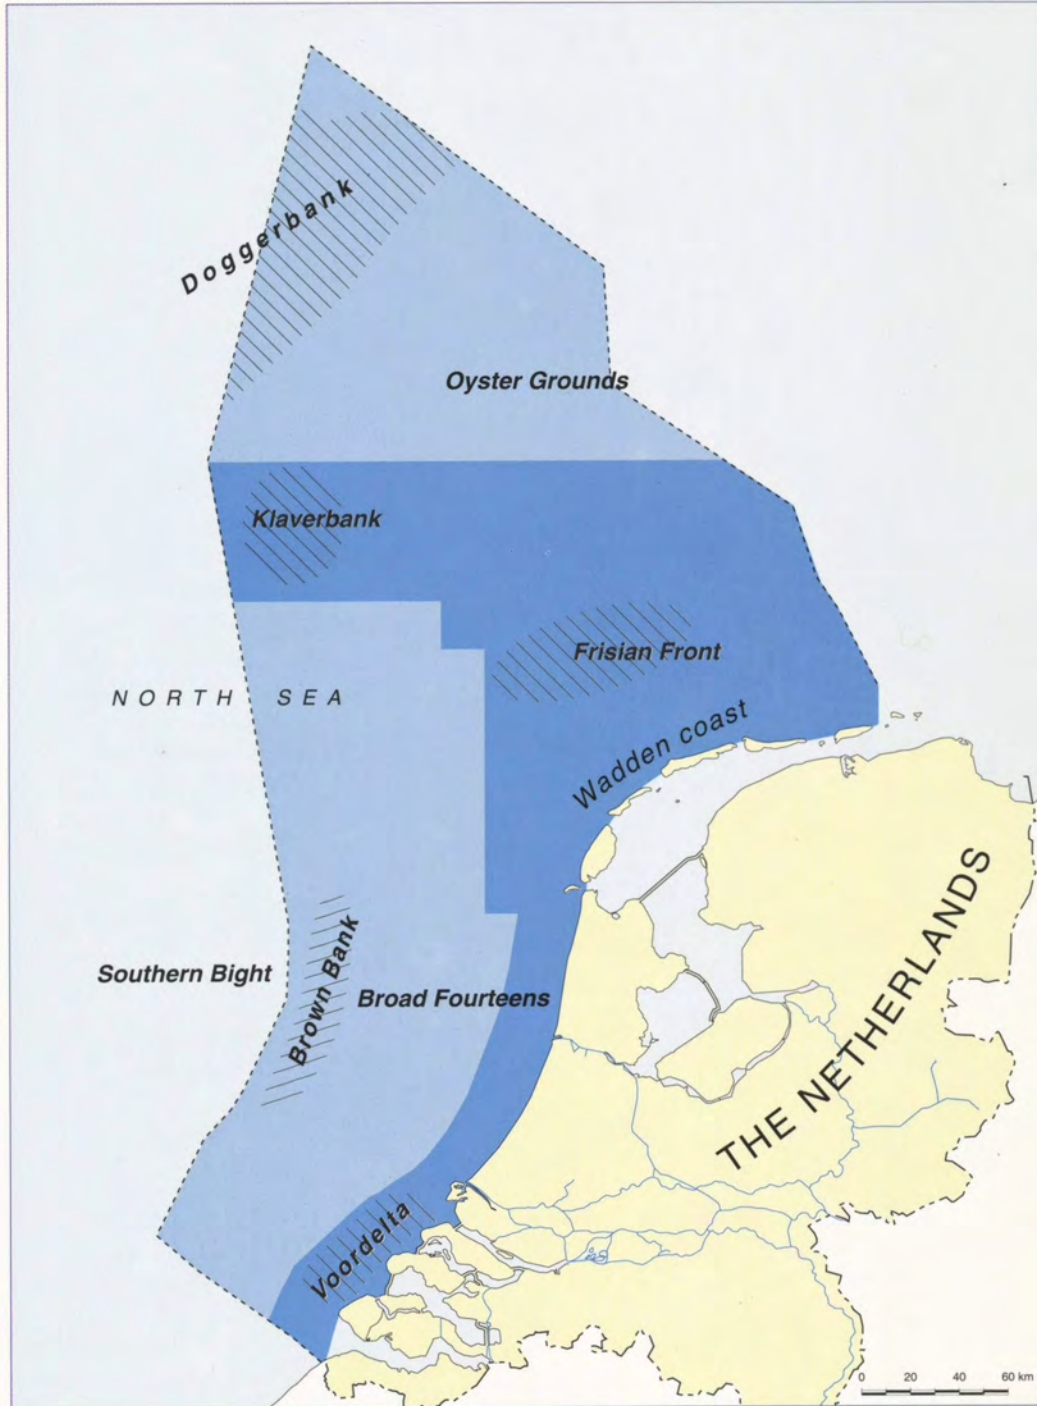 Doggerbank
Oyster Grounds
Klaverbank
Frisian Front
NORTH SEA
Wadden coast
THE NETHERLANDS
Southern Bight
Brown Bank
Broad Fourteens
Voordelta
0 20 40 60 km